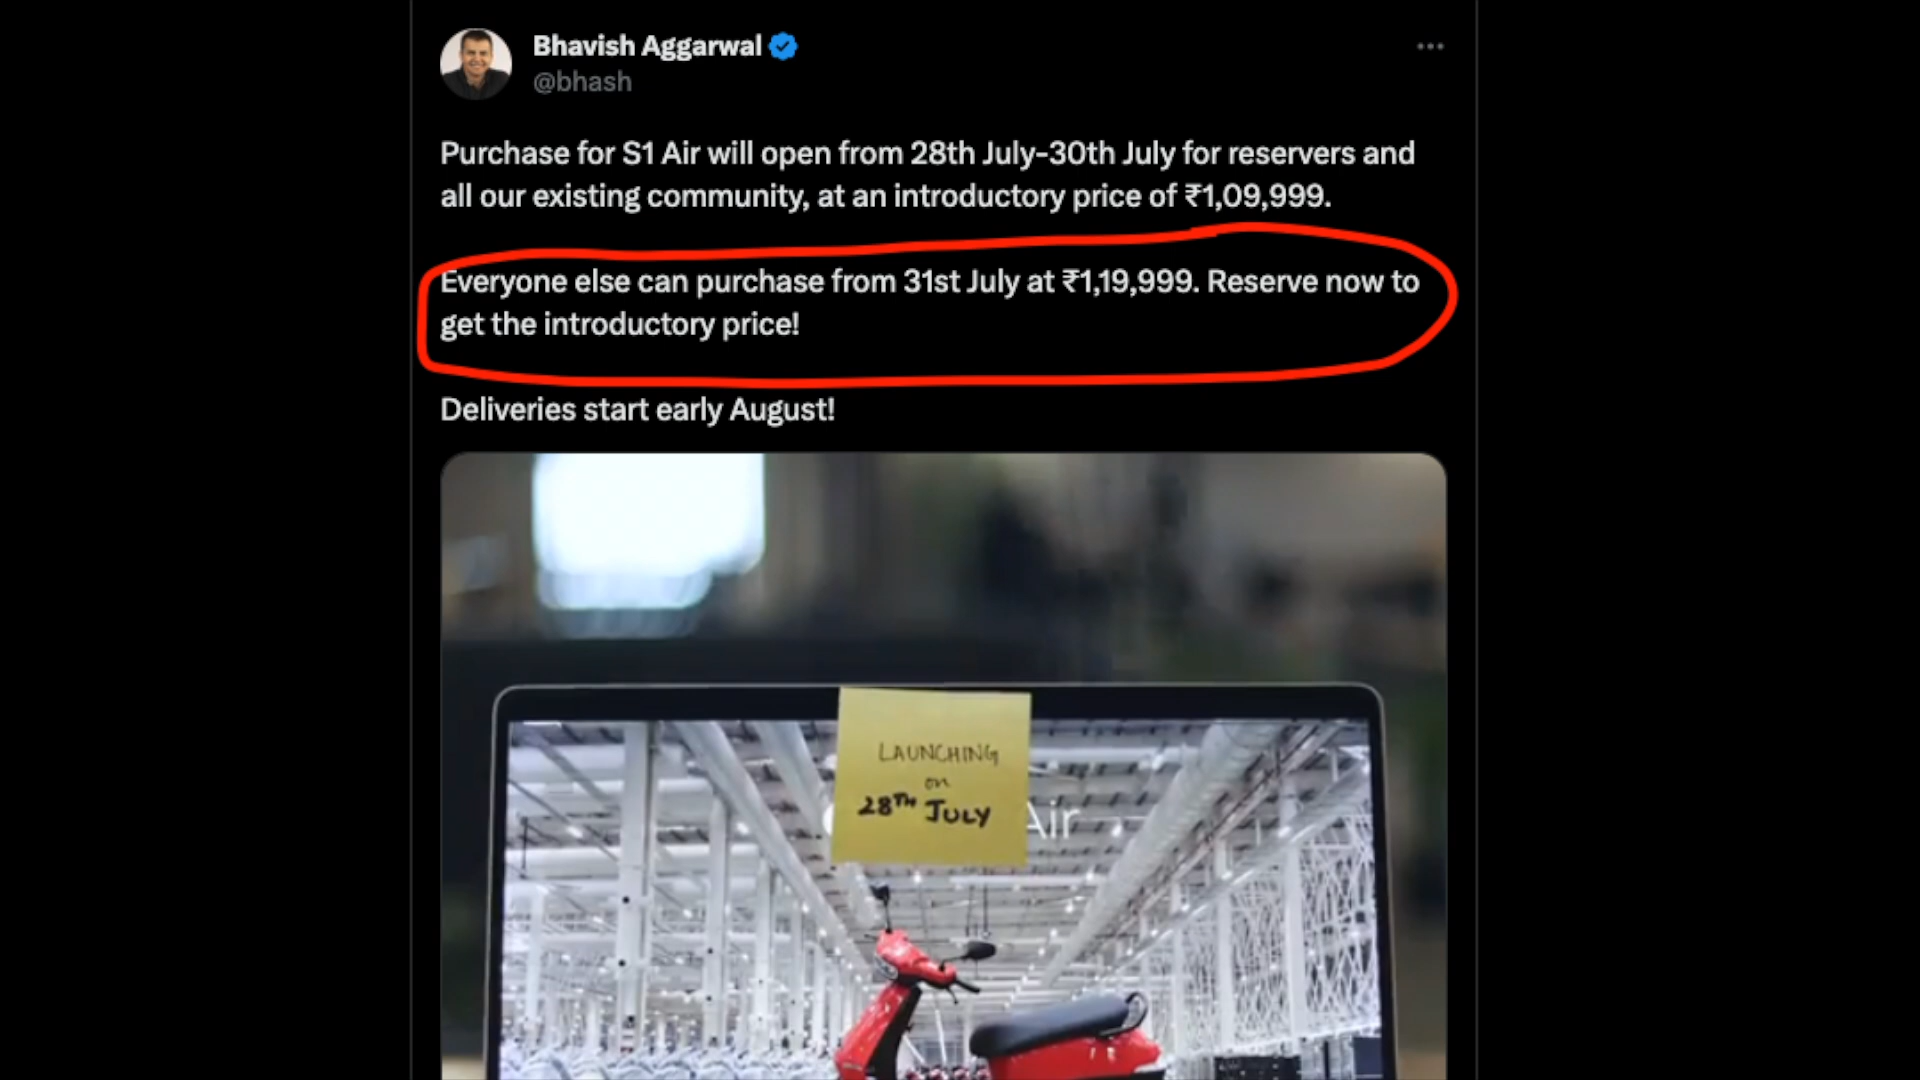 Bhavish Aggarwal
@bhash
Purchase for S1 Air will open from 28th July-30th July for reservers and
all our existing community, at an introductory price of ₹1,09,999.
Everyone else can purchase from 31st July at ₹1,19,999. Reserve now to
get the introductory price!
Deliveries start early August!
LAUNCHING
on
28TH JULY
Air